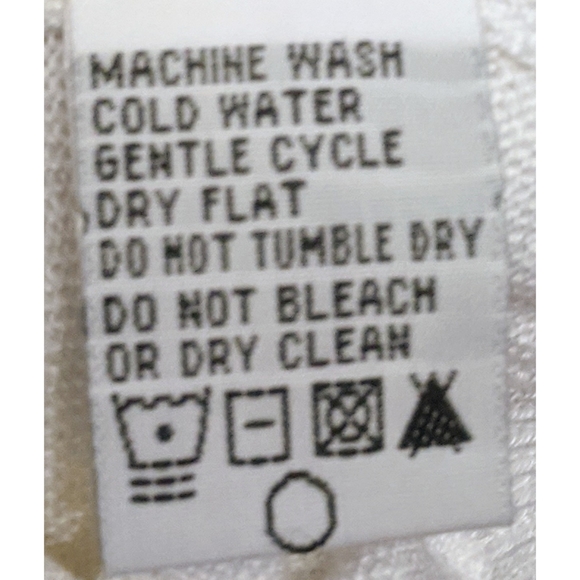 MACHINE WASH
COLD WATER
GENTLE CYCLE
DRY FLAT
DO NOT TUMBLE DRY
DO NOT BLEACH
OR DRY CLEAN